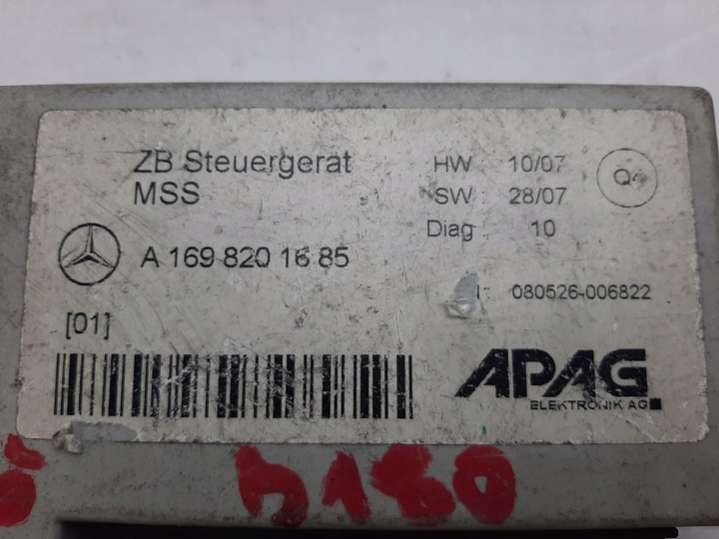 ZB Steuergerat
MSS
A 169 820 16 85
[01]
HW : 10/07
SW : 28/07
Diag : 10
080526-006822
APAG
ELEKTRONIK AG